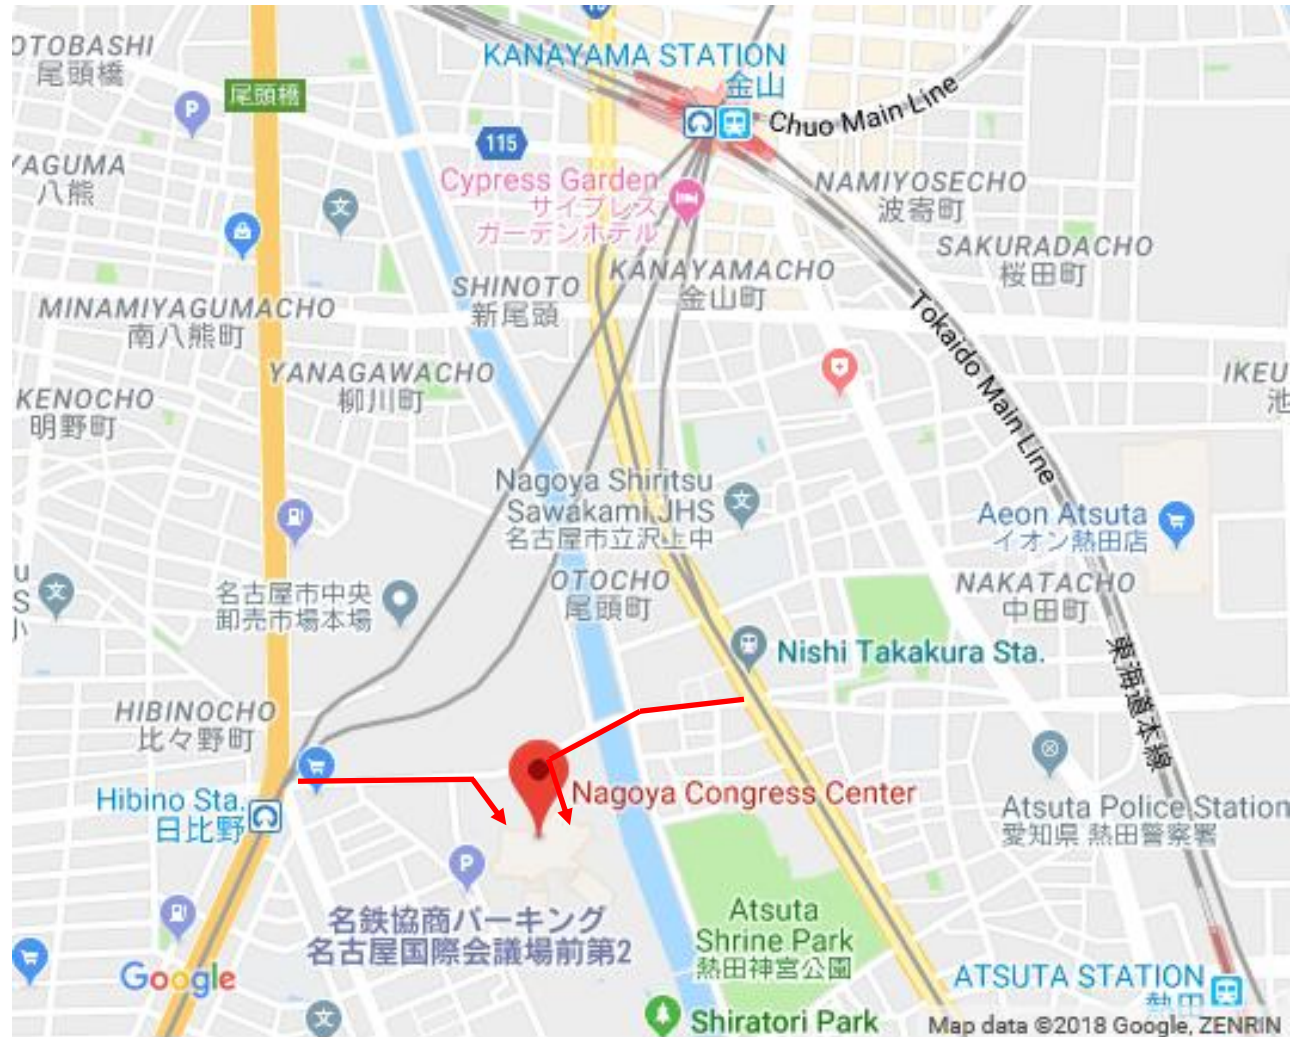 OTOBASHI
尾頭橋
尾頭橋
KANAYAMA STATION
金山
Chuo Main Line
115
YAGUMA
八熊
Cypress Garden
サイプレス
ガーデンホテル
NAMIYOSECHO
波寄町
SAKURADACHO
桜田町
MINAMIYAGUMACHO
南八熊町
SHINOTO
新尾頭
KANAYAMACHO
金山町
Tokaido Main Line
YANAGAWACHO
柳川町
KENOCHO
明野町
IKEU
池
Nagoya Shiritsu
Sawakami JHS
名古屋市立沢上中
Aeon Atsuta
イオン熱田店
U
S
小
名古屋市中央
卸売市場本場
OTOCHO
尾頭町
NAKATACHO
中田町
Nishi Takakura Sta.
東海道本線
HIBINOCHO
比々野町
Hibino Sta.
日比野
Nagoya Congress Center
Atsuta Police Station
愛知県 熱田警察署
名鉄協商パーキング
名古屋国際会議場前第2
Atsuta
Shrine Park
熱田神宮公園
Google
ATSUTA STATION
熱田
Shiratori Park
Map data ©2018 Google, ZENRIN